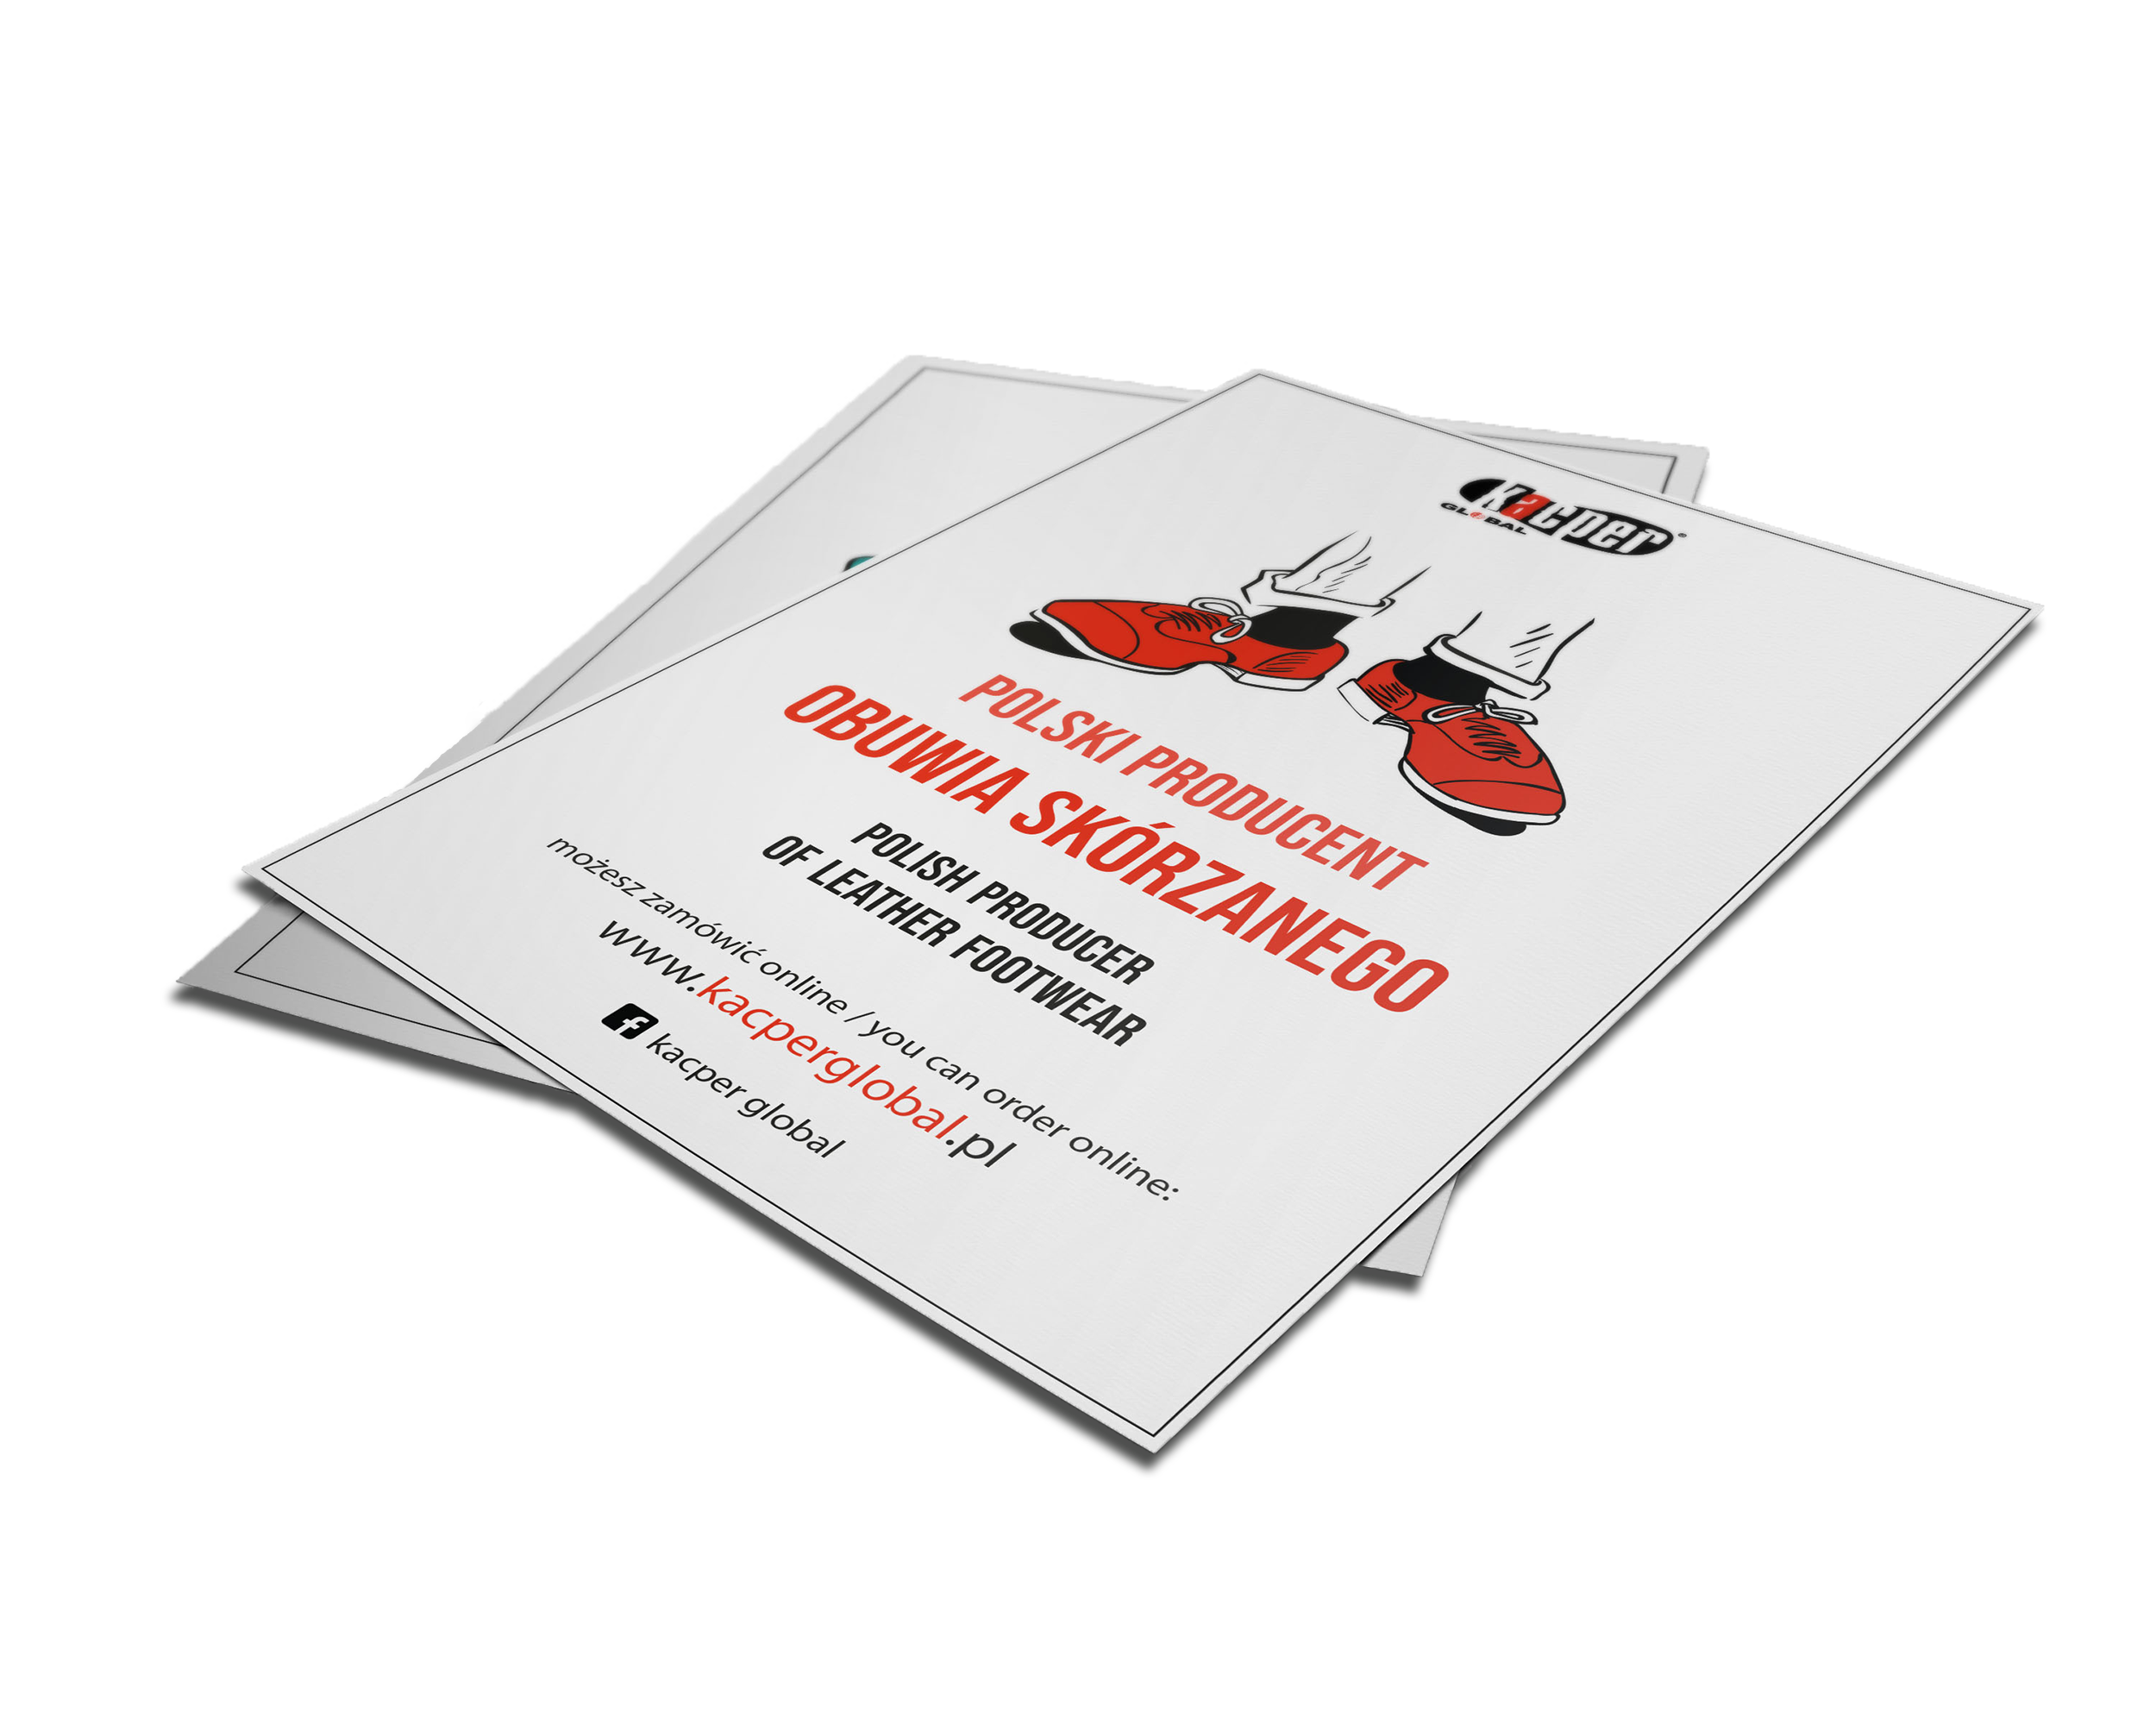 kacper
GLOBAL
POLSKI PRODUCENT
OBUWIA SKÓRZANEGO
POLISH PRODUCER
OF LEATHER FOOTWEAR
możesz zamówić online / you can order online:
www.kacperglobal.pl
kacper global